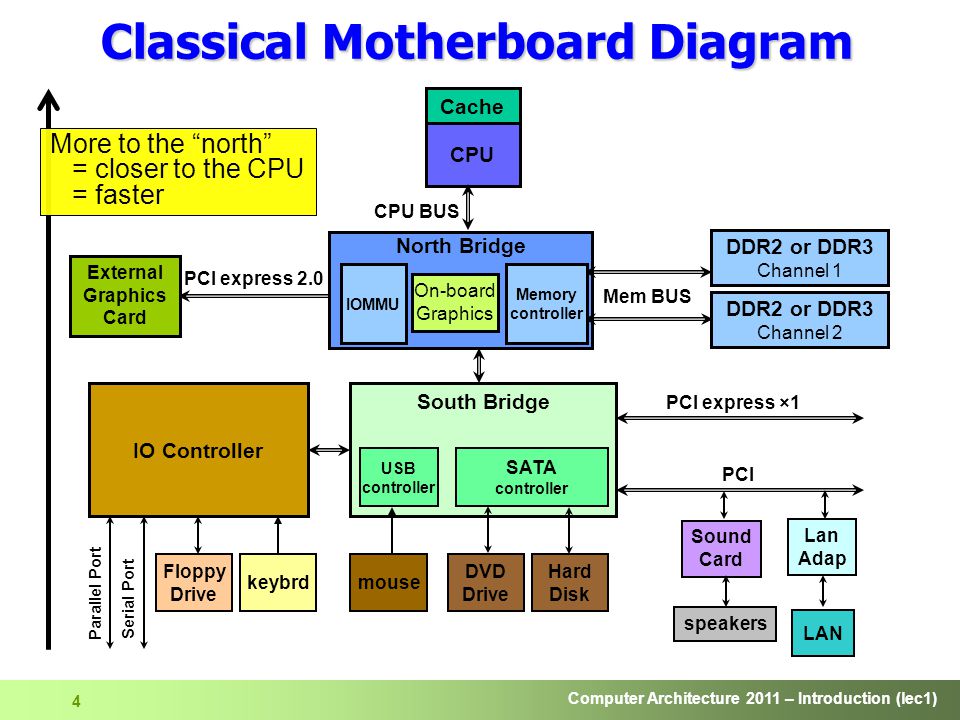 Classical Motherboard Diagram
More to the “north”
= closer to the CPU
= faster
Cache
CPU
CPU BUS
North Bridge
IOMMU
On-board
Graphics
Memory
controller
External
Graphics
Card
PCI express 2.0
Mem BUS
DDR2 or DDR3
Channel 1
DDR2 or DDR3
Channel 2
IO Controller
South Bridge
USB
controller
SATA
controller
PCI express ×1
PCI
Parallel Port
Serial Port
Floppy
Drive
keybrd
mouse
DVD
Drive
Hard
Disk
Sound
Card
Lan
Adap
speakers
LAN
4
Computer Architecture 2011 – Introduction (lec1)